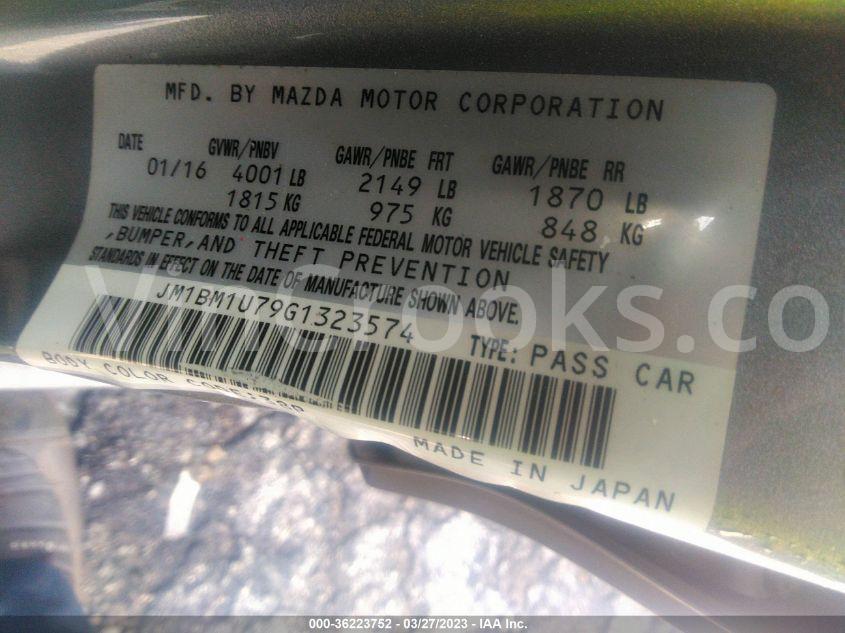 MFD. BY MAZDA MOTOR CORPORATION
DATE GVWR/PNBV GAWR/PNBE FRT GAWR/PNBE RR
01/16 4001 LB 2149 LB 1870 LB
1815 KG 975 KG 848 KG
THIS VEHICLE CONFORMS TO ALL APPLICABLE FEDERAL MOTOR VEHICLE SAFETY
,BUMPER,AND THEFT PREVENTION
STANDARDS IN EFFECT ON THE DATE OF MANUFACTURE SHOWN ABOVE.
JM1BM1U79G1323574 TYPE: PASS CAR
BODY COLOR CODE:
MADE IN JAPAN
000-36223752 - 03/27/2023 - IAA Inc.